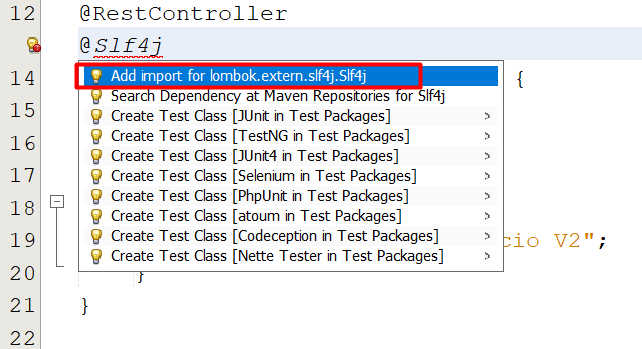 12 @RestController
@Slf4j
14 {
Add import for lombok.extern.slf4j.Slf4j
Search Dependency at Maven Repositories for Slf4j
15
Create Test Class [JUnit in Test Packages] >
Create Test Class [TestNG in Test Packages] >
16
Create Test Class [JUnit4 in Test Packages] >
17
Create Test Class [Selenium in Test Packages] >
Create Test Class [PhpUnit in Test Packages] >
18
Create Test Class [atoum in Test Packages] >
19 cio V2";
Create Test Class [Codeception in Test Packages] >
Create Test Class [Nette Tester in Test Packages] >
20 }
21 }
22